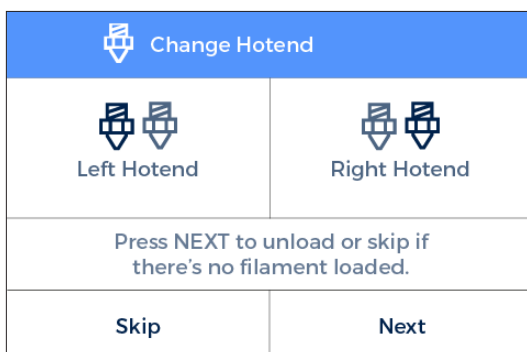 Change Hotend
Left Hotend
Right Hotend
Press NEXT to unload or skip if
there’s no filament loaded.
Skip
Next